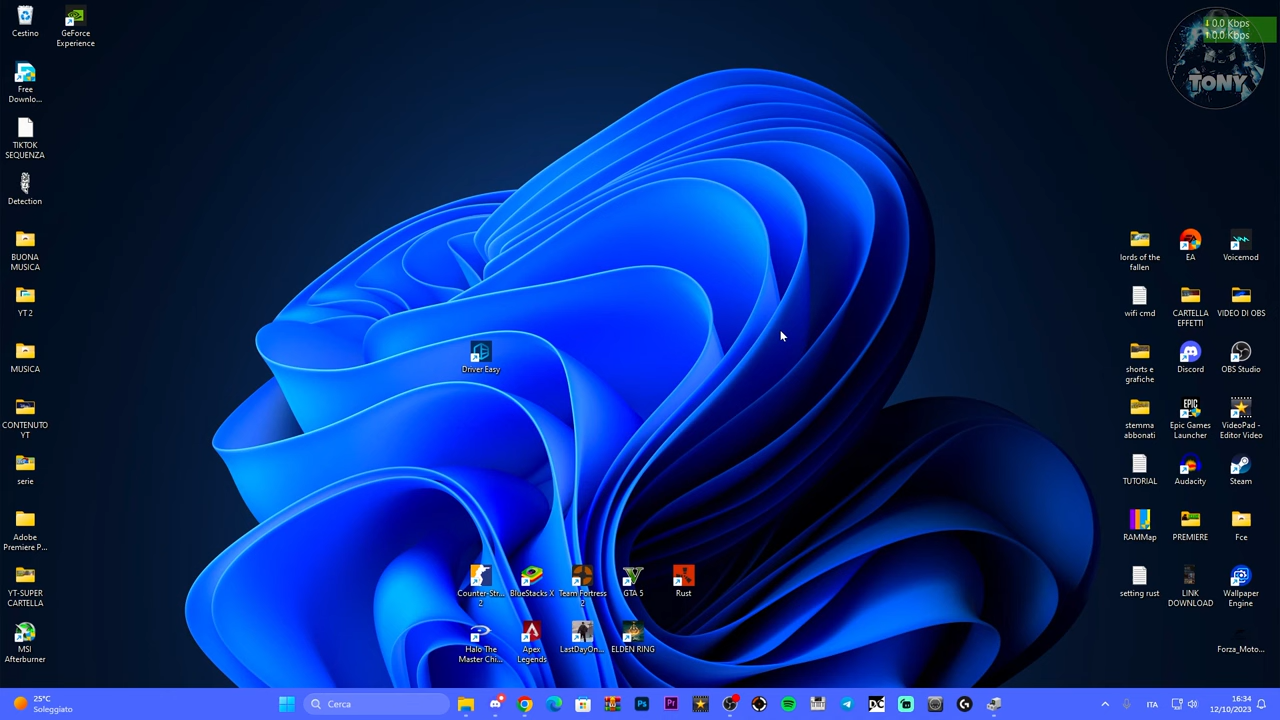 Cestino
GeForce
Experience
Free
Downlo...
TIKTOK
SEQUENZA
Detection
BUONA
MUSICA
YT 2
MUSICA
CONTENUTO
YT
serie
Adobe
Premiere P...
YT-SUPER
CARTELLA
MSI
Afterburner
Driver Easy
Counter-Str...
2
BlueStacks X
Team Fortress
2
GTA 5
Rust
Halo The
Master Chi...
Apex
Legends
LastDayOn...
ELDEN RING
0.0 Kbps
0.0 Kbps
TONY
lords of the
fallen
EA
Voicemod
wifi cmd
CARTELLA
EFFETTI
VIDEO DI OBS
shorts e
grafiche
Discord
OBS Studio
stemma
abbonati
EPIC
GAMES
Epic Games
Launcher
VideoPad -
Editor Video
TUTORIAL
Audacity
Steam
RAMMap
PREMIERE
Fce
setting rust
LINK
DOWNLOAD
Wallpaper
Engine
Forza_Moto...
25°C
Soleggiato
Cerca
Ps
Pr
DC
G
ITA
16:34
12/10/2023